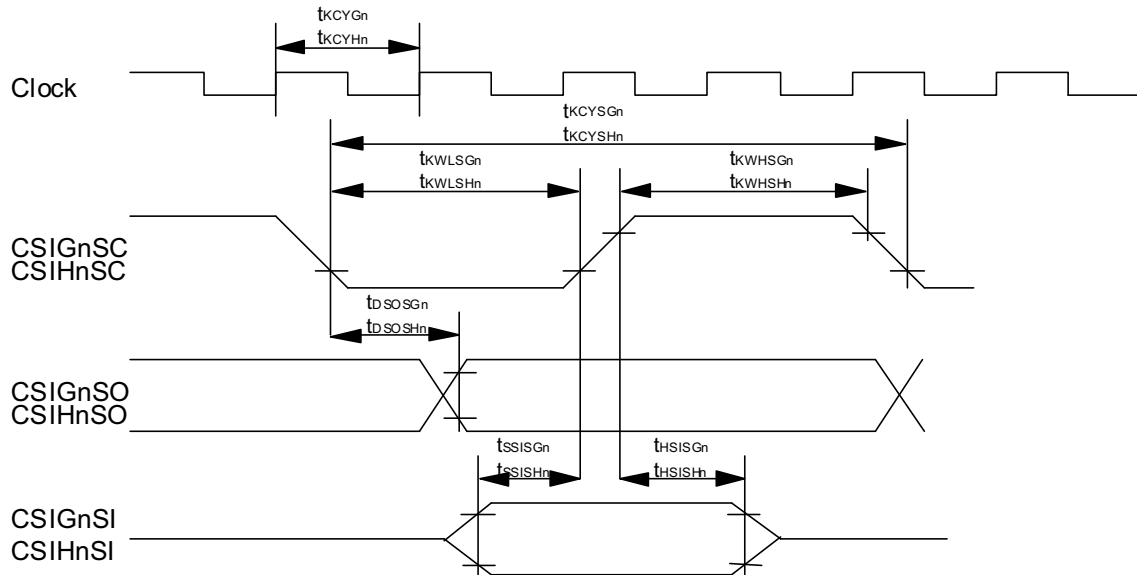 tKCYGn
tKCYHn
Clock
tKCYSGn
tKCYSHn
tKWLSGn
tKWLSHn
tKWHSGn
tKWHSHn
CSIGnSC
CSIHnSC
tDSOSGn
tDSOSHn
CSIGnSO
CSIHnSO
tSSISGn
tSSISHn
tHSISGn
tHSISHn
CSIGnSI
CSIHnSI